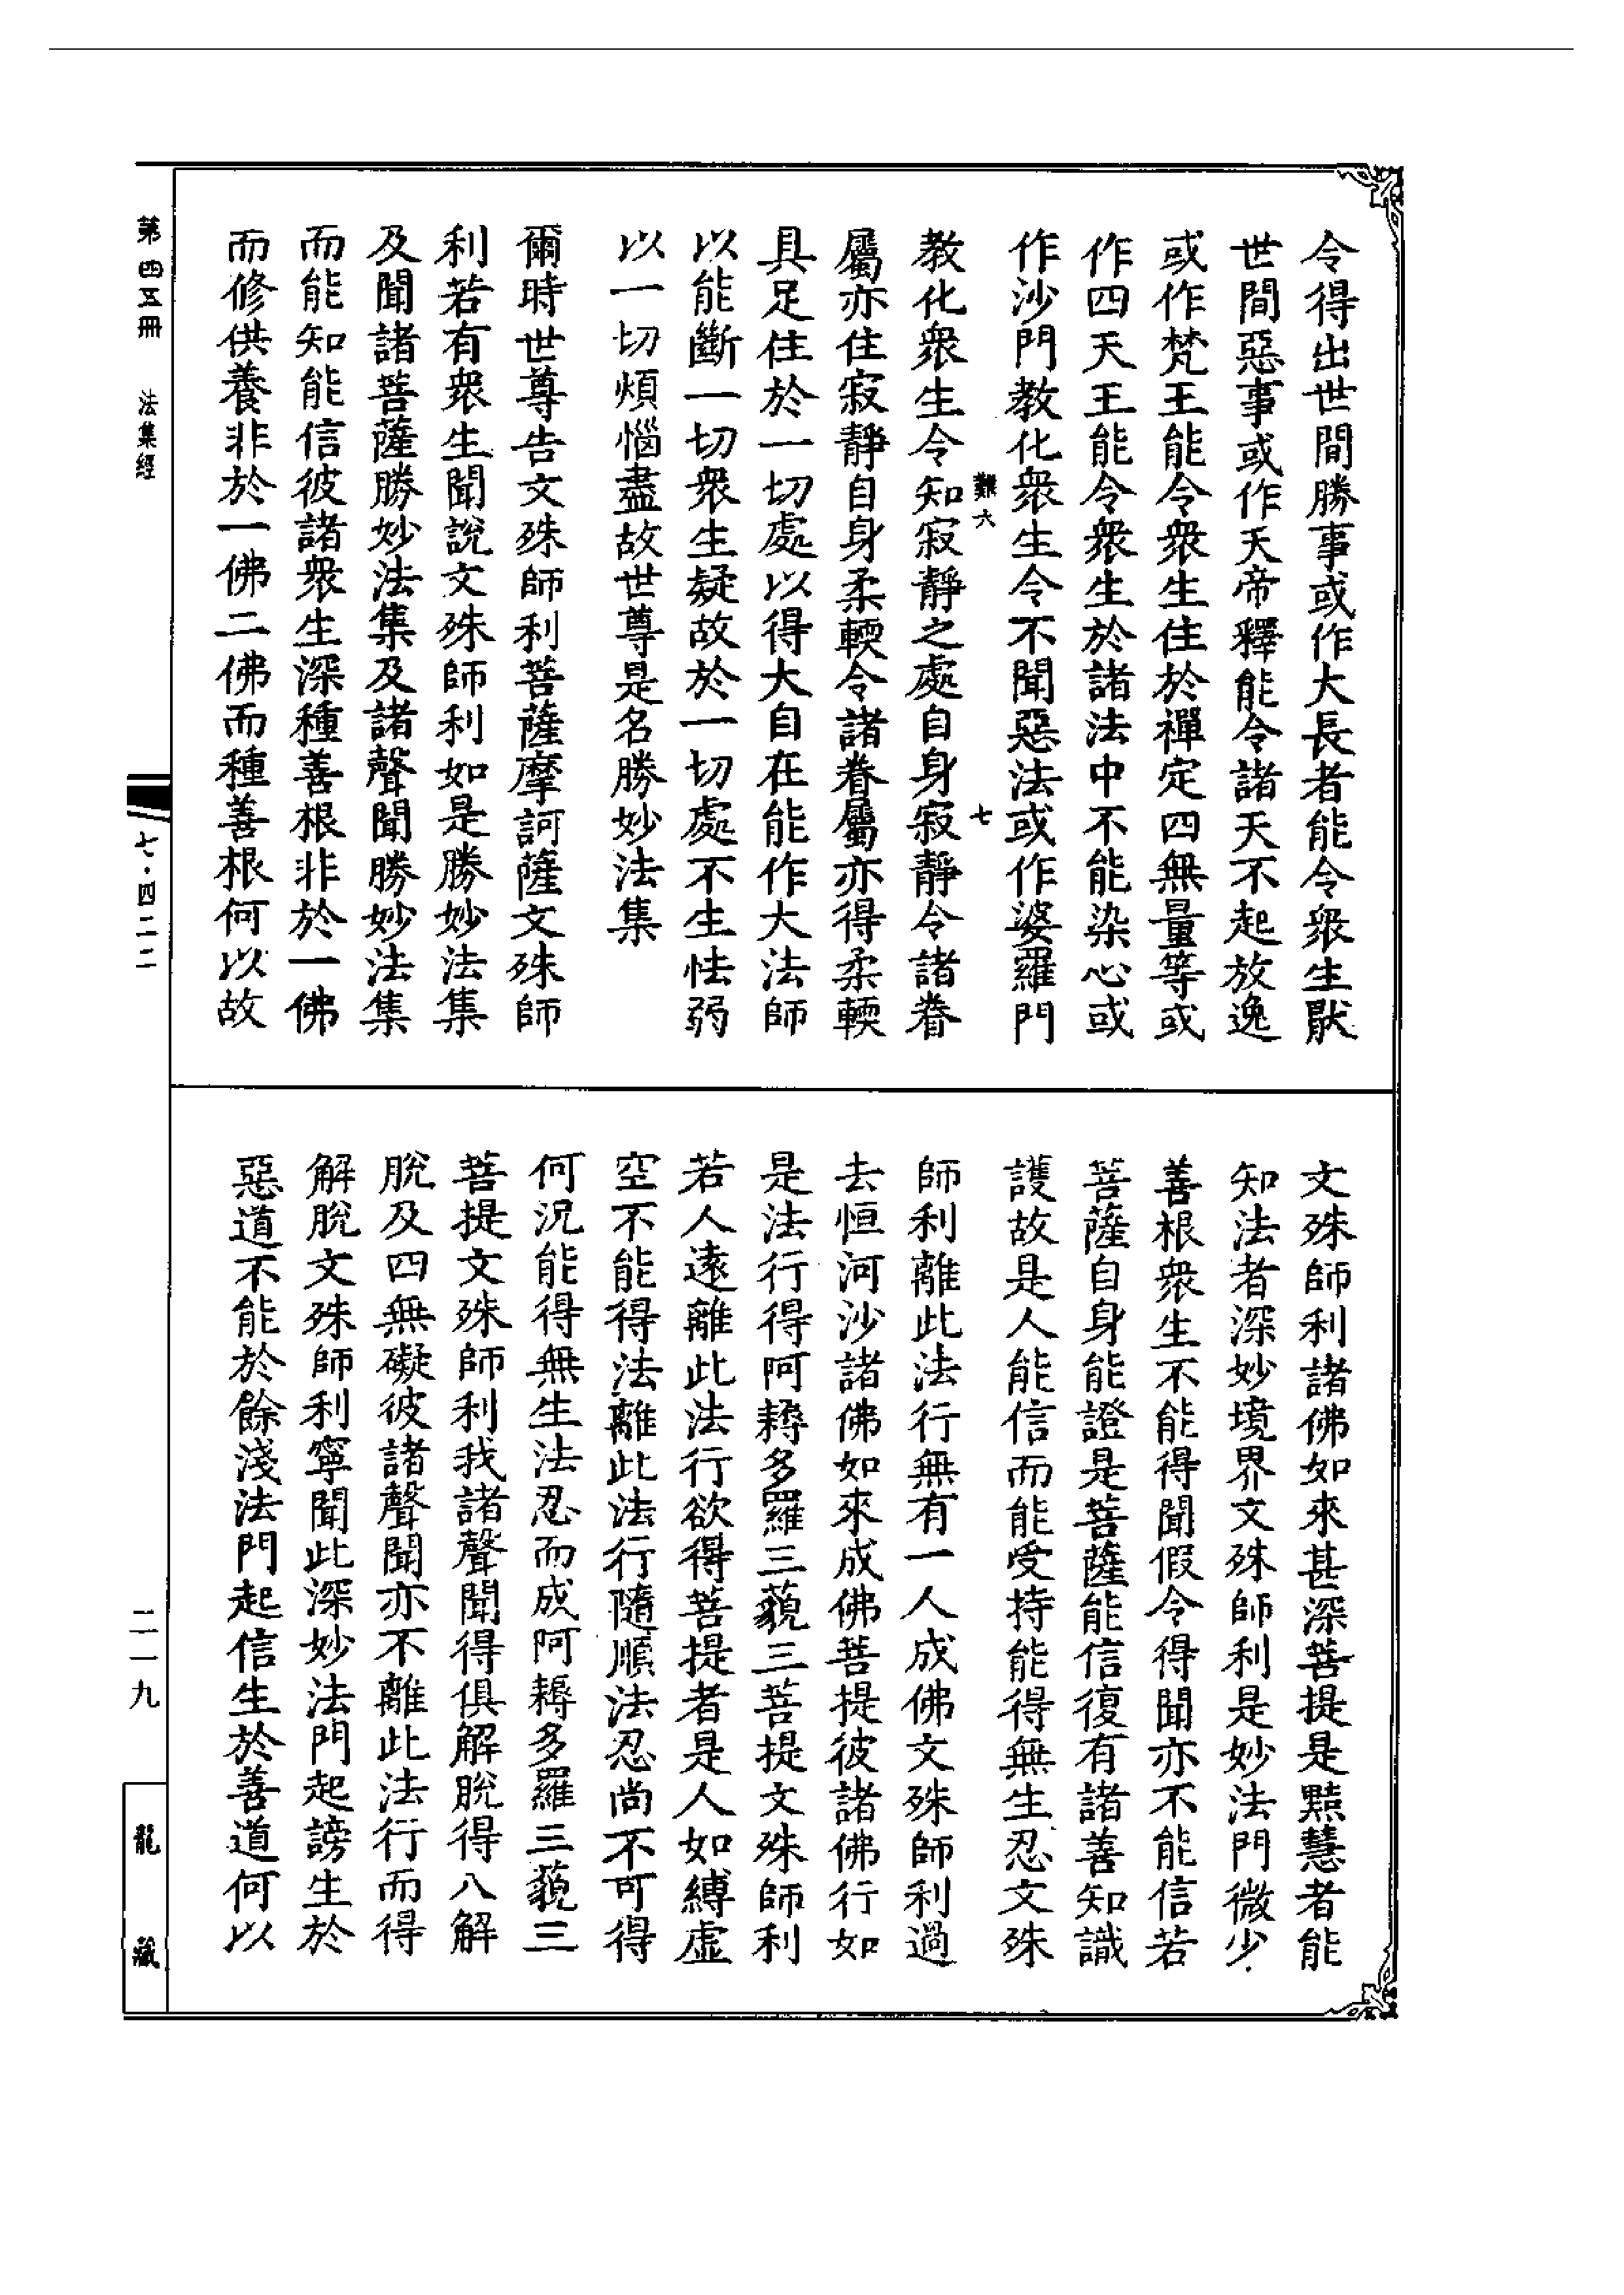 令得出世間勝事或作大長者能令衆生厭
世間惡事或作天帝釋能令諸天不起放逸
或作梵王能令衆生住於禪定四無量等或
作四天王能令衆生於諸法中不能染心或
作沙門教化衆生令不聞惡法或作婆羅門
難六 七
教化衆生令知寂靜之處自身寂靜令諸眷
屬亦住寂靜自身柔輭令諸眷屬亦得柔輭
具足住於一切處以得大自在能作大法師
以能斷一切衆生疑故於一切處不生怯弱
以一切煩惱盡故世尊是名勝妙法集
爾時世尊告文殊師利菩薩摩訶薩文殊師
利若有衆生聞說文殊師利如是勝妙法集
及聞諸菩薩勝妙法集及諸聲聞勝妙法集
而能知能信彼諸衆生深種善根非於一佛
而修供養非於一佛二佛而種善根何以故
文殊師利諸佛如來甚深菩提是黠慧者能
知法者深妙境界文殊師利是妙法門微少
善根衆生不能得聞假令得聞亦不能信若
菩薩自身能證是菩薩能信復有諸善知識
護故是人能信而能受持能得無生忍文殊
師利離此法行無有一人成佛文殊師利過
去恒河沙諸佛如來成佛菩提彼諸佛行如
是法行得阿耨多羅三藐三菩提文殊師利
若人遠離此法行欲得菩提者是人如縛虛
空不能得法離此法行隨順法忍尚不可得
何況能得無生法忍而成阿耨多羅三藐三
菩提文殊師利我諸聲聞得俱解脫得八解
脫及四無礙彼諸聲聞亦不離此法行而得
解脫文殊師利寧聞此深妙法門起謗生於
惡道不能於餘淺法門起信生於善道何以
第四五冊 法集經
七·四二二
二一九
龍藏